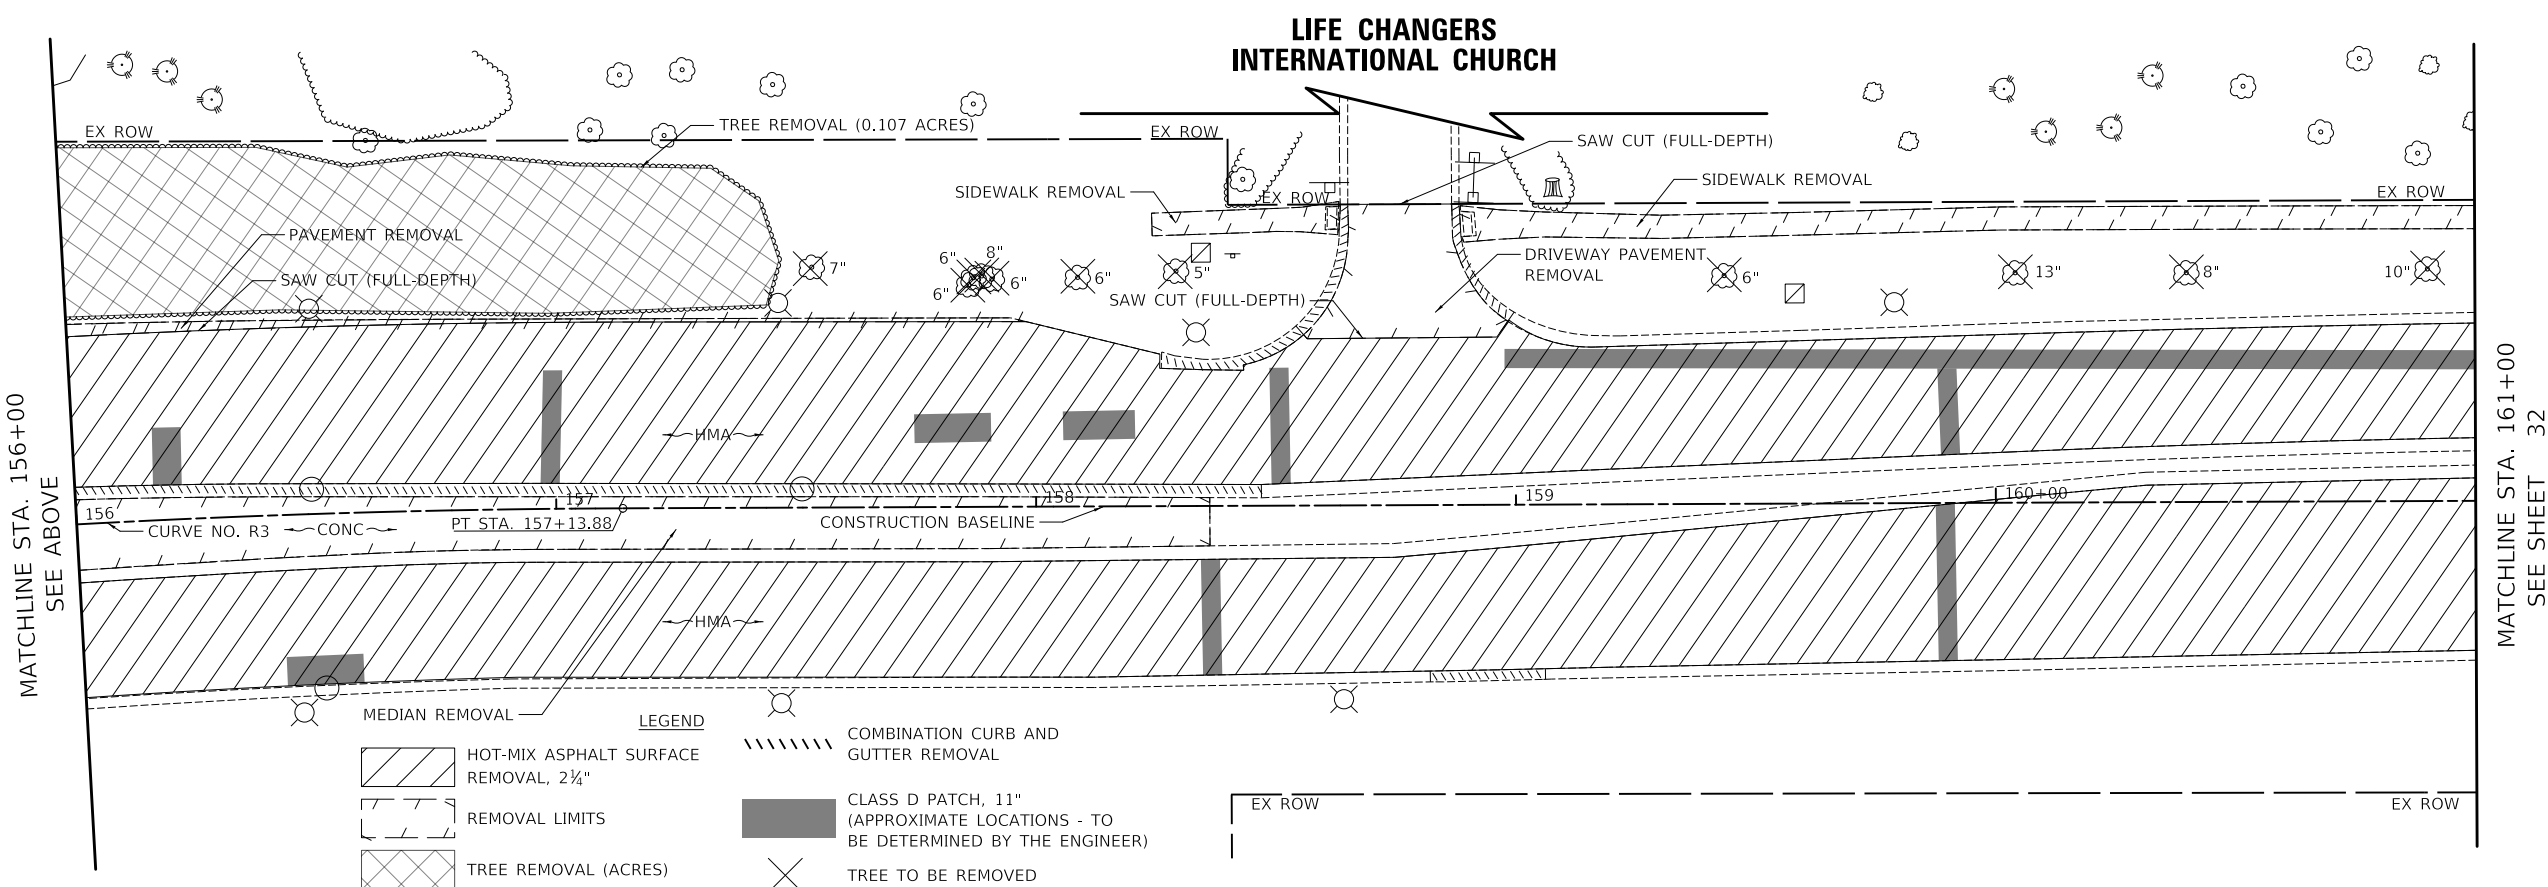 LIFE CHANGERS
INTERNATIONAL CHURCH
EX ROW
TREE REMOVAL (0.107 ACRES)
EX ROW
SAW CUT (FULL-DEPTH)
SIDEWALK REMOVAL
EX ROW
SIDEWALK REMOVAL
EX ROW
PAVEMENT REMOVAL
SAW CUT (FULL-DEPTH)
7"
6"
8"
6"
6"
6"
5"
SAW CUT (FULL-DEPTH)
DRIVEWAY PAVEMENT
REMOVAL
6"
13"
8"
10"
MATCHLINE STA. 156+00
SEE ABOVE
HMA
156
157
158
159
160+00
CURVE NO. R3
CONC
PT STA. 157+13.88
CONSTRUCTION BASELINE
HMA
MATCHLINE STA. 161+00
SEE SHEET 32
MEDIAN REMOVAL
LEGEND
HOT-MIX ASPHALT SURFACE
REMOVAL, 2¼"
REMOVAL LIMITS
TREE REMOVAL (ACRES)
COMBINATION CURB AND
GUTTER REMOVAL
CLASS D PATCH, 11"
(APPROXIMATE LOCATIONS - TO
BE DETERMINED BY THE ENGINEER)
TREE TO BE REMOVED
EX ROW
EX ROW